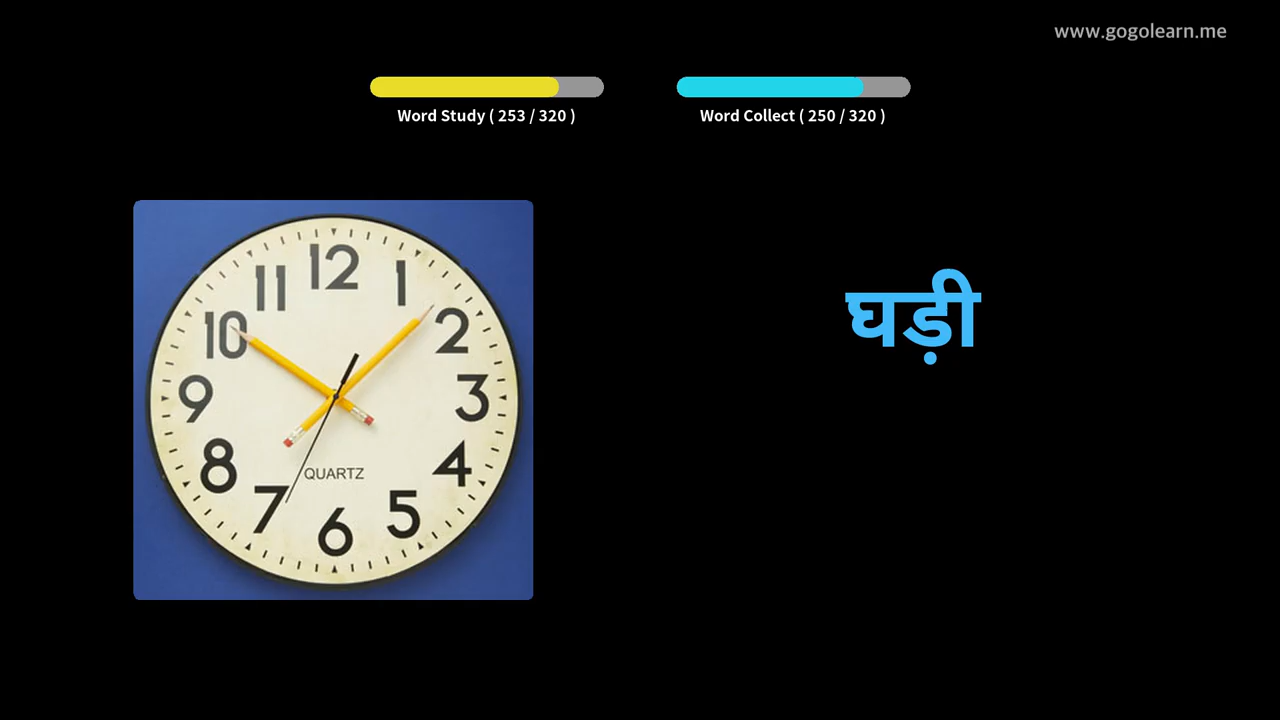 www.gogolearn.me
Word Study ( 253 / 320 )
Word Collect ( 250 / 320 )
12
11
1
10
2
9
3
8
4
QUARTZ
7
5
6
घड़ी